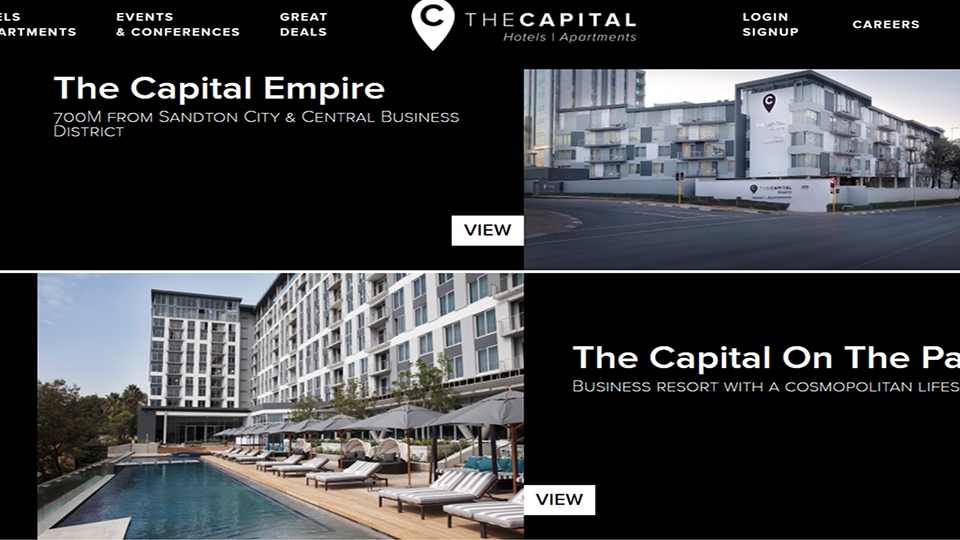 ELS
ARTMENTS
EVENTS
& CONFERENCES
GREAT
DEALS
THECAPITAL
Hotels | Apartments
LOGIN
SIGNUP
CAREERS
The Capital Empire
700M FROM SANDTON CITY & CENTRAL BUSINESS
DISTRICT
VIEW
C
THECAPITAL
Empire
The Capital On The Pa
BUSINESS RESORT WITH A COSMOPOLITAN LIFES
VIEW